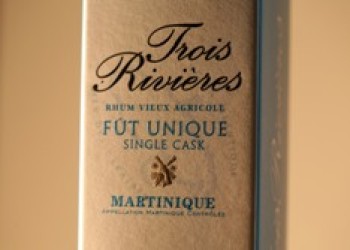 Trois
Rivières
RHUM VIEUX AGRICOLE
FÛT UNIQUE
SINGLE CASK
MARTINIQUE
APPELLATION MARTINIQUE CONTRÔLÉE